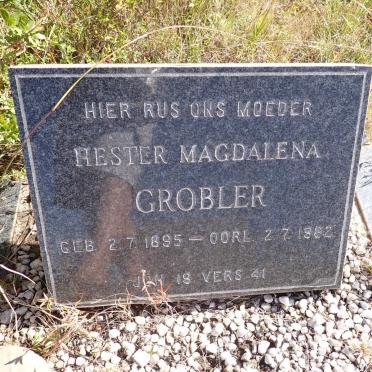 HIER RUS ONS MOEDER
HESTER MAGDALENA
GROBLER
GEB. 2.7.1895 — OORL. 2.7.1982
JOH. 19 VERS 41